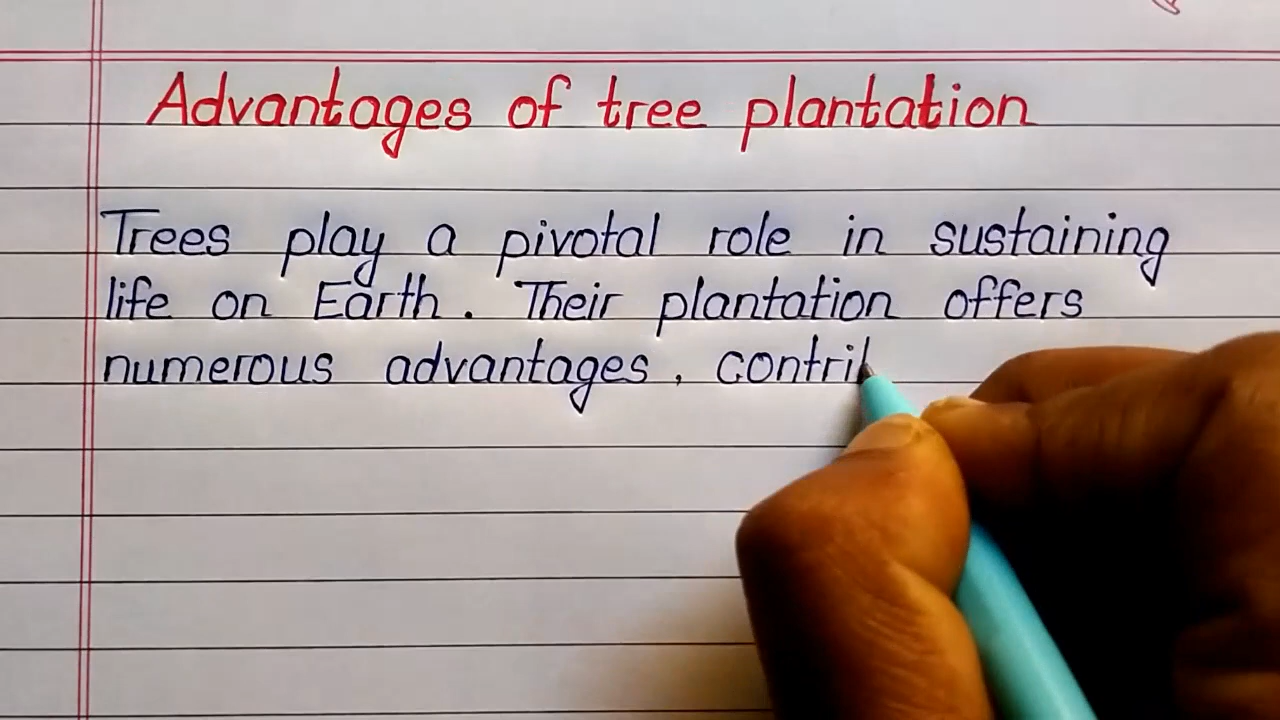 Advantages of tree plantation
Trees play a pivotal role in sustaining
life on Earth. Their plantation offers
numerous advantages, contri